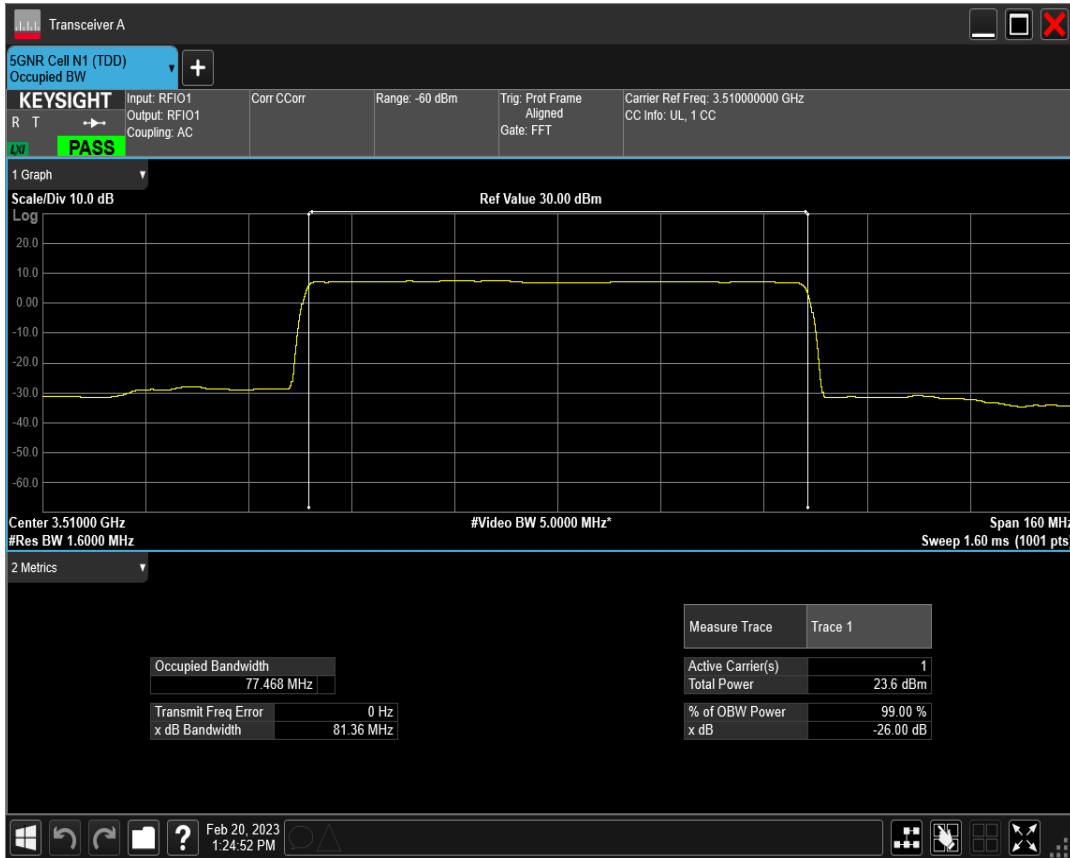 Transceiver A
5GNR Cell N1 (TDD)
Occupied BW
+
KEYSIGHT
R T
LXI
PASS
Input: RFIO1
Output: RFIO1
Coupling: AC
Corr CCorr
Range: -60 dBm
Trig: Prot Frame
Aligned
Gate: FFT
Carrier Ref Freq: 3.510000000 GHz
CC Info: UL, 1 CC
1 Graph
Scale/Div 10.0 dB
Ref Value 30.00 dBm
Log
20.0
10.0
0.00
-10.0
-20.0
-30.0
-40.0
-50.0
-60.0
Center 3.51000 GHz
#Video BW 5.0000 MHz*
Span 160 MHz
#Res BW 1.6000 MHz
Sweep 1.60 ms (1001 pts)
2 Metrics
Measure Trace Trace 1
Occupied Bandwidth
77.468 MHz
Active Carrier(s) 1
Total Power 23.6 dBm
Transmit Freq Error 0 Hz
x dB Bandwidth 81.36 MHz
% of OBW Power 99.00 %
x dB -26.00 dB
?
Feb 20, 2023
1:24:52 PM